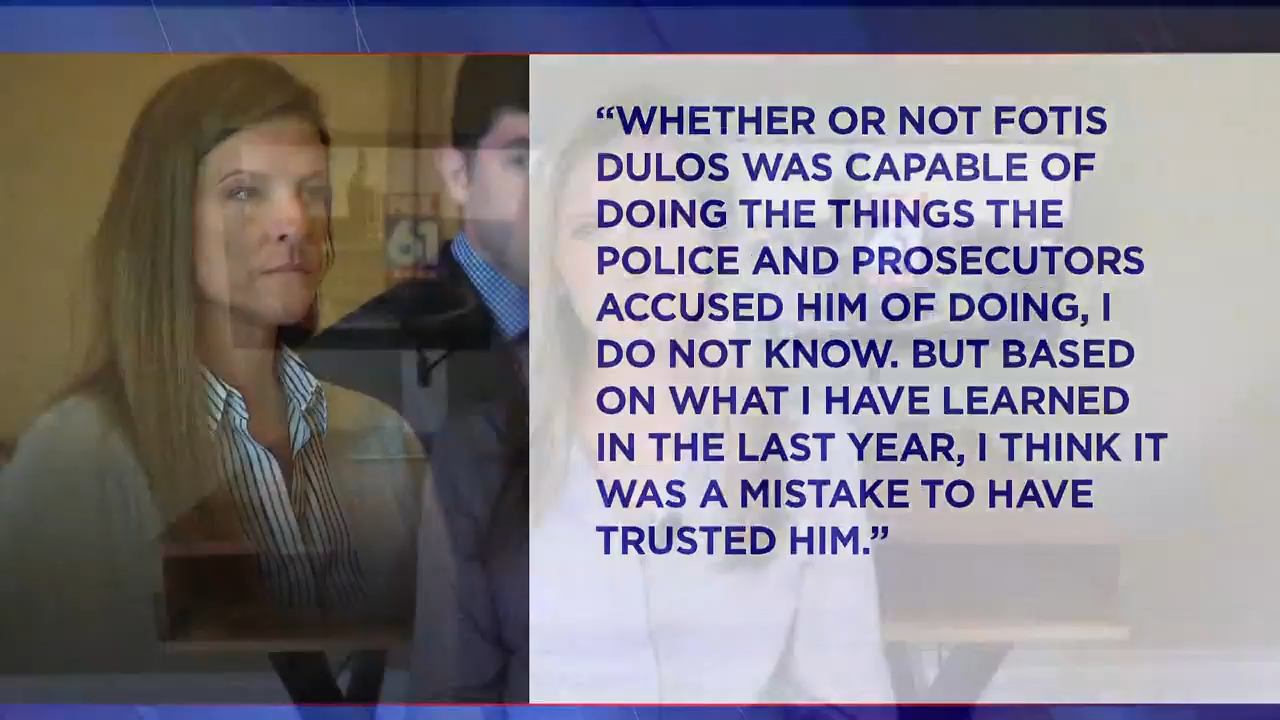 “WHETHER OR NOT FOTIS
DULOS WAS CAPABLE OF
DOING THE THINGS THE
POLICE AND PROSECUTORS
ACCUSED HIM OF DOING, I
DO NOT KNOW. BUT BASED
ON WHAT I HAVE LEARNED
IN THE LAST YEAR, I THINK IT
WAS A MISTAKE TO HAVE
TRUSTED HIM.”
FOX
61